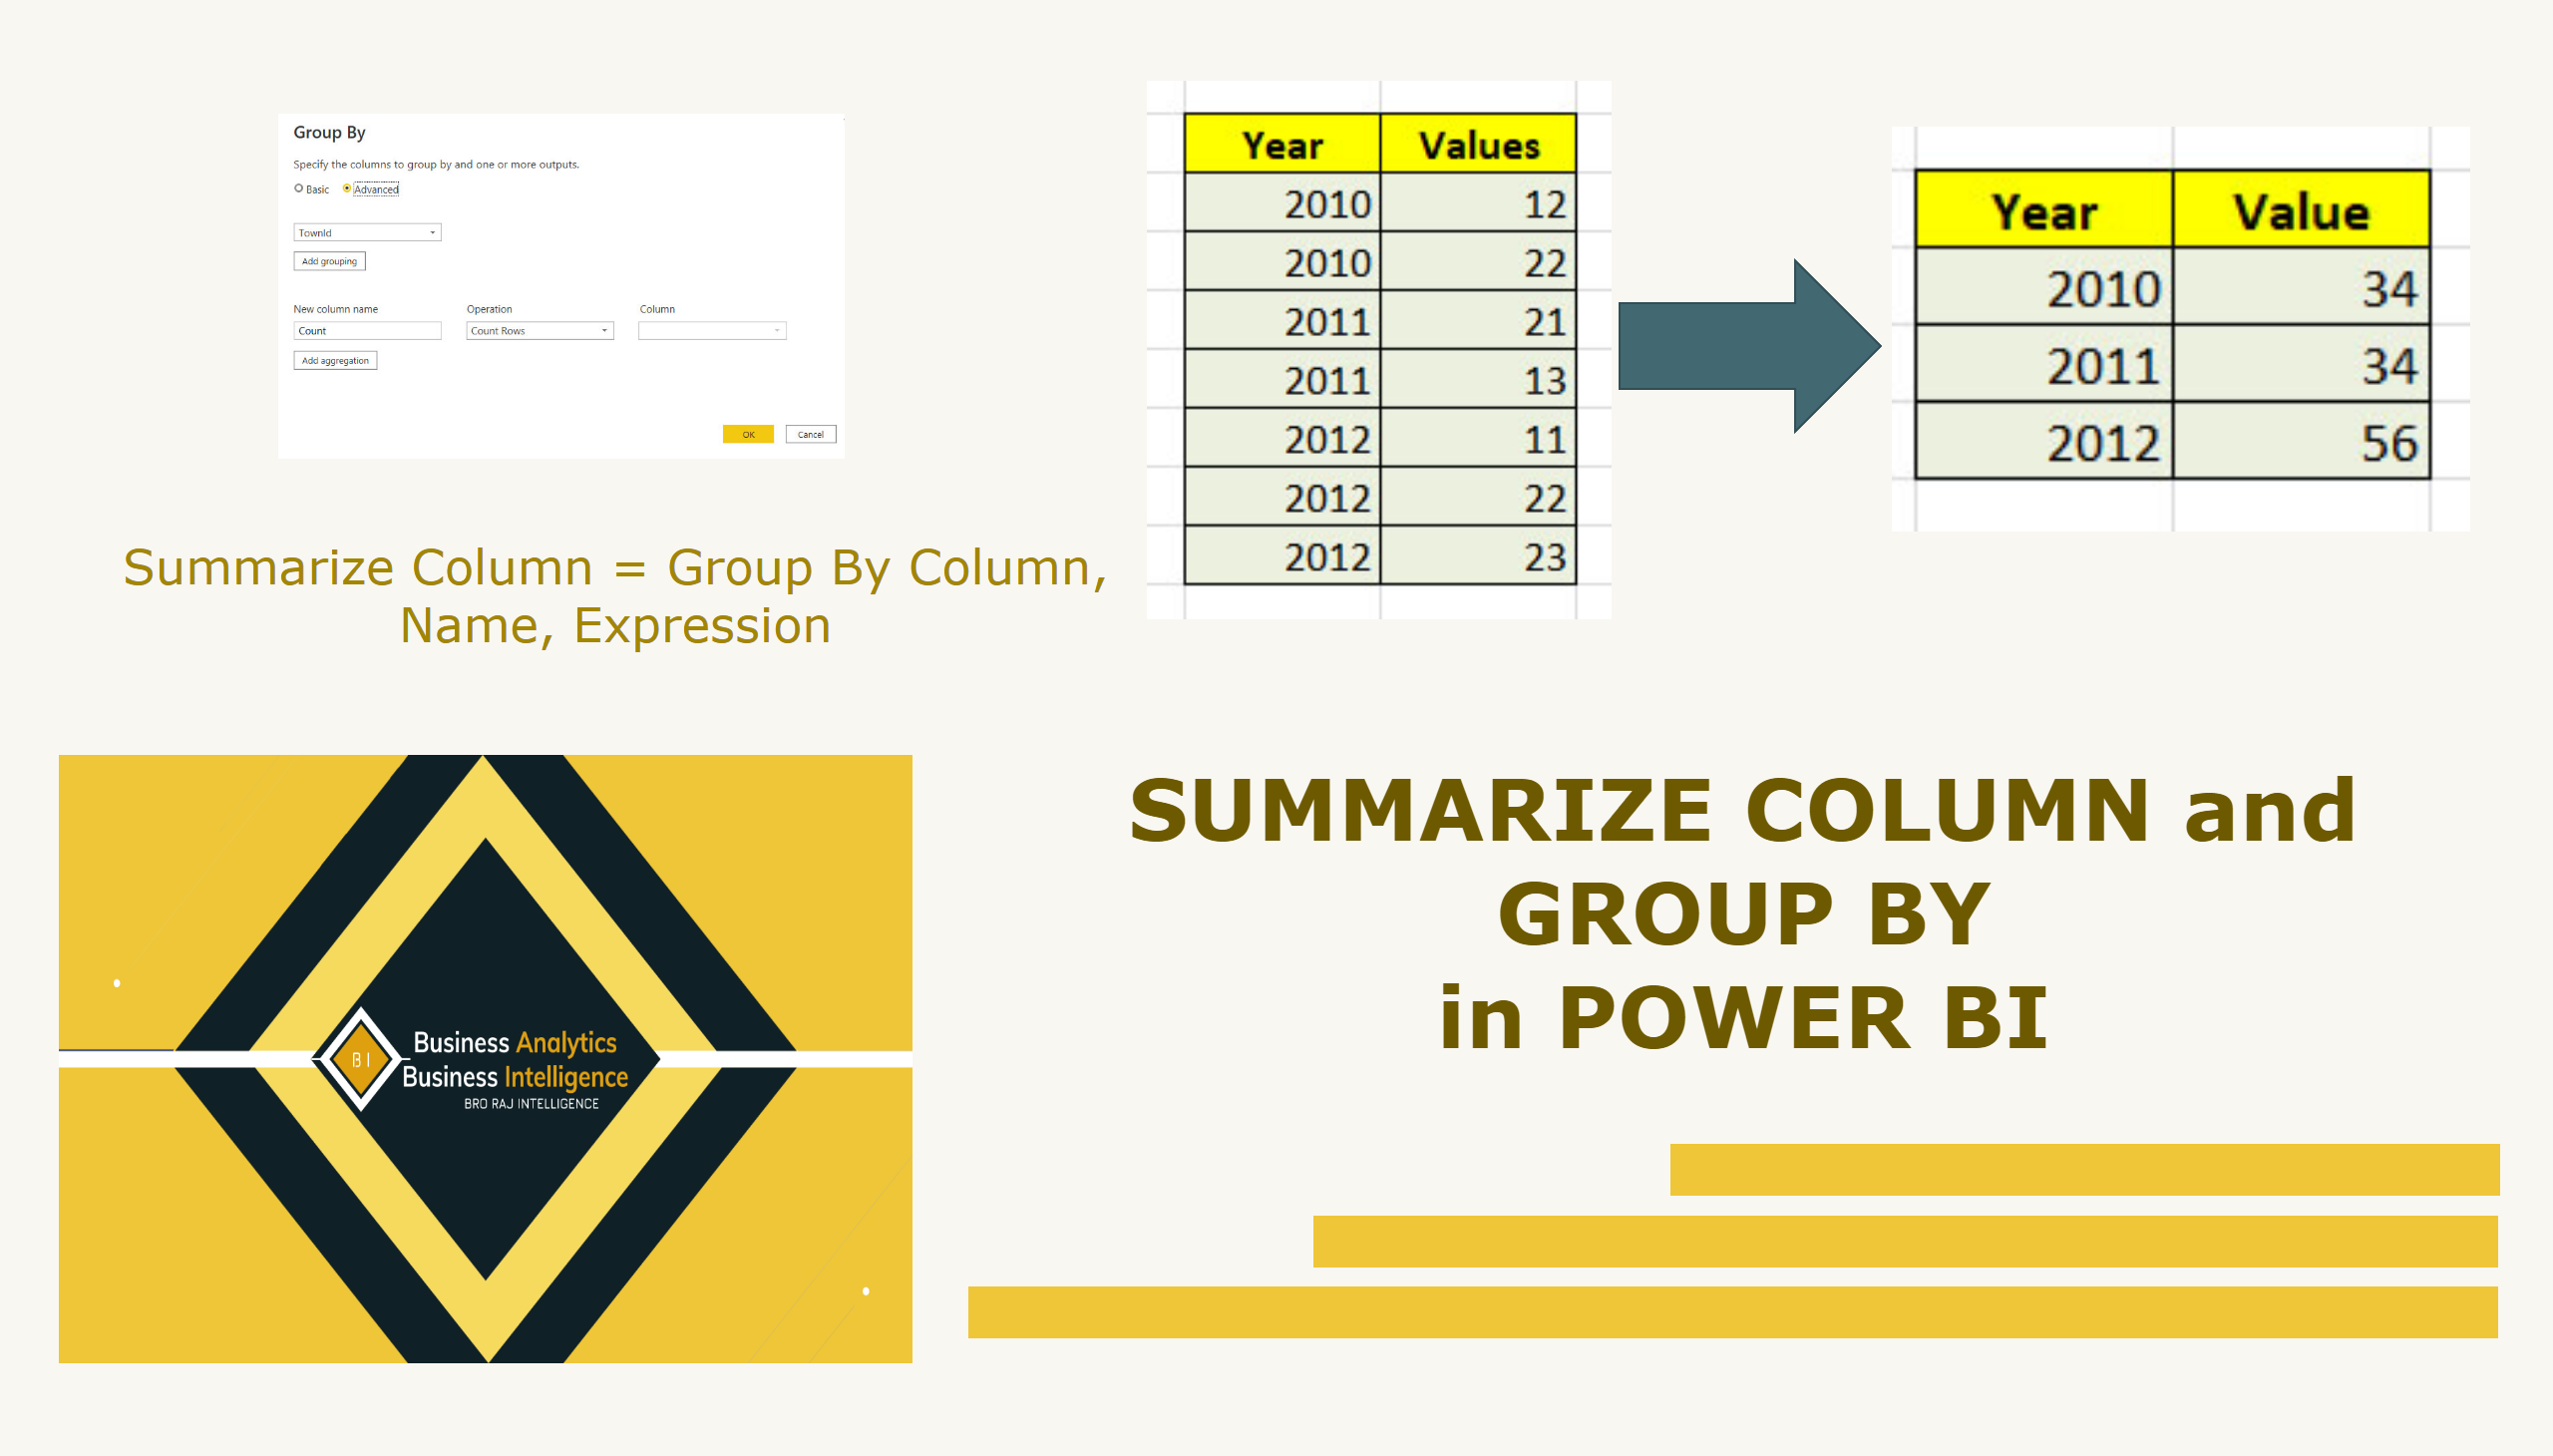 Group By
Specify the columns to group by and one or more outputs.
Basic Advanced
TownId
Add grouping
New column name Operation Column
Count Count Rows
Add aggregation
OK Cancel
Year Values
2010 12
2010 22
2011 21
2011 13
2012 11
2012 22
2012 23
Year Value
2010 34
2011 34
2012 56
Summarize Column = Group By Column,
Name, Expression
SUMMARIZE COLUMN and
GROUP BY
in POWER BI
BI
Business Analytics
Business Intelligence
BRO RAJ INTELLIGENCE